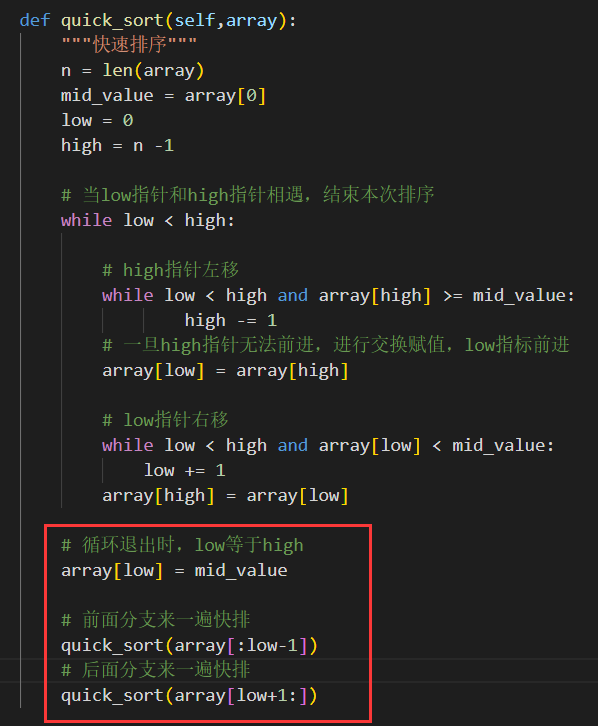 def quick_sort(self,array):
    """快速排序"""
    n = len(array)
    mid_value = array[0]
    low = 0
    high = n -1
    # 当low指针和high指针相遇，结束本次排序
    while low < high:
        # high指针左移
        while low < high and array[high] >= mid_value:
                high -= 1
        # 一旦high指针无法前进，进行交换赋值，low指标前进
        array[low] = array[high]
        # low指针右移
        while low < high and array[low] < mid_value:
            low += 1
        array[high] = array[low]
    # 循环退出时，low等于high
    array[low] = mid_value
    # 前面分支来一遍快排
    quick_sort(array[:low-1])
    # 后面分支来一遍快排
    quick_sort(array[low+1:])